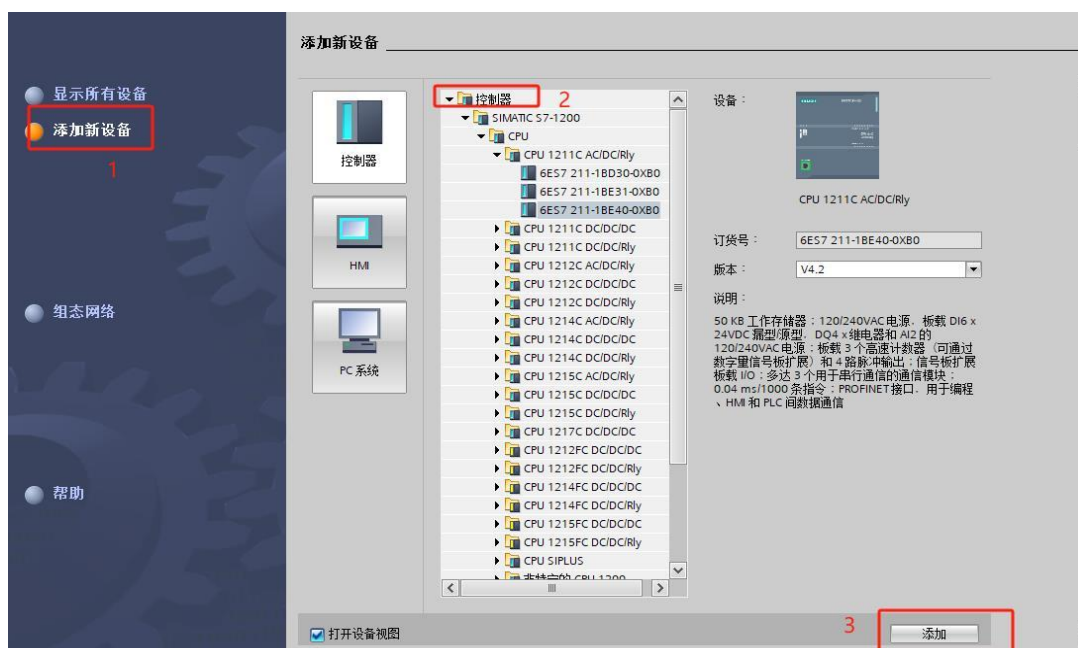 添加新设备
显示所有设备
添加新设备
1
组态网络
帮助
控制器
HMI
PC 系统
控制器
2
SIMATIC S7-1200
CPU
CPU 1211C AC/DC/Rly
6ES7 211-1BD30-0XB0
6ES7 211-1BE31-0XB0
6ES7 211-1BE40-0XB0
CPU 1211C DC/DC/DC
CPU 1211C DC/DC/Rly
CPU 1212C AC/DC/Rly
CPU 1212C DC/DC/DC
CPU 1212C DC/DC/Rly
CPU 1214C AC/DC/Rly
CPU 1214C DC/DC/DC
CPU 1214C DC/DC/Rly
CPU 1215C AC/DC/Rly
CPU 1215C DC/DC/DC
CPU 1215C DC/DC/Rly
CPU 1217C DC/DC/DC
CPU 1212FC DC/DC/DC
CPU 1212FC DC/DC/Rly
CPU 1214FC DC/DC/DC
CPU 1214FC DC/DC/Rly
CPU 1215FC DC/DC/DC
CPU 1215FC DC/DC/Rly
CPU SIPLUS
非特定的 CPU 1200
设备：
CPU 1211C AC/DC/Rly
订货号：
6ES7 211-1BE40-0XB0
版本：
V4.2
说明：
50 KB 工作存储器；120/240VAC 电源，板载 DI6 x
24VDC 漏型/源型，DQ4 x 继电器和 AI2 的
120/240VAC 电源；板载 3 个高速计数器（可通过
数字量信号板扩展）和 4 路脉冲输出；信号板扩展
板载 I/O；多达 3 个用于串行通信的通信模块；
0.04 ms/1000 条指令；PROFINET 接口，用于编程
、HMI 和 PLC 间数据通信
打开设备视图
3
添加